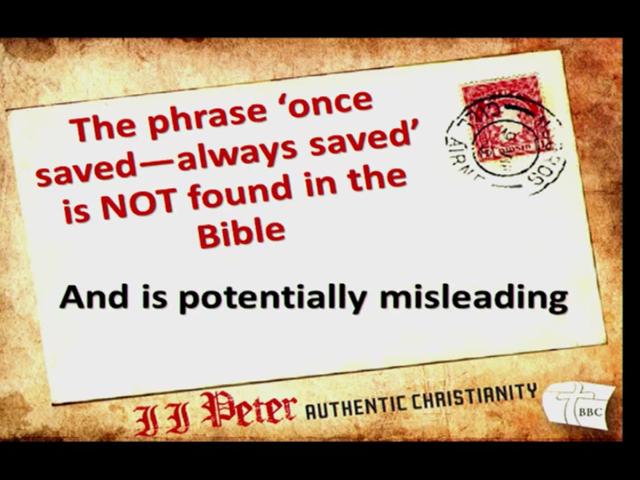 The phrase ‘once
saved—always saved’
is NOT found in the
Bible
And is potentially misleading
II Peter AUTHENTIC CHRISTIANITY
BBC